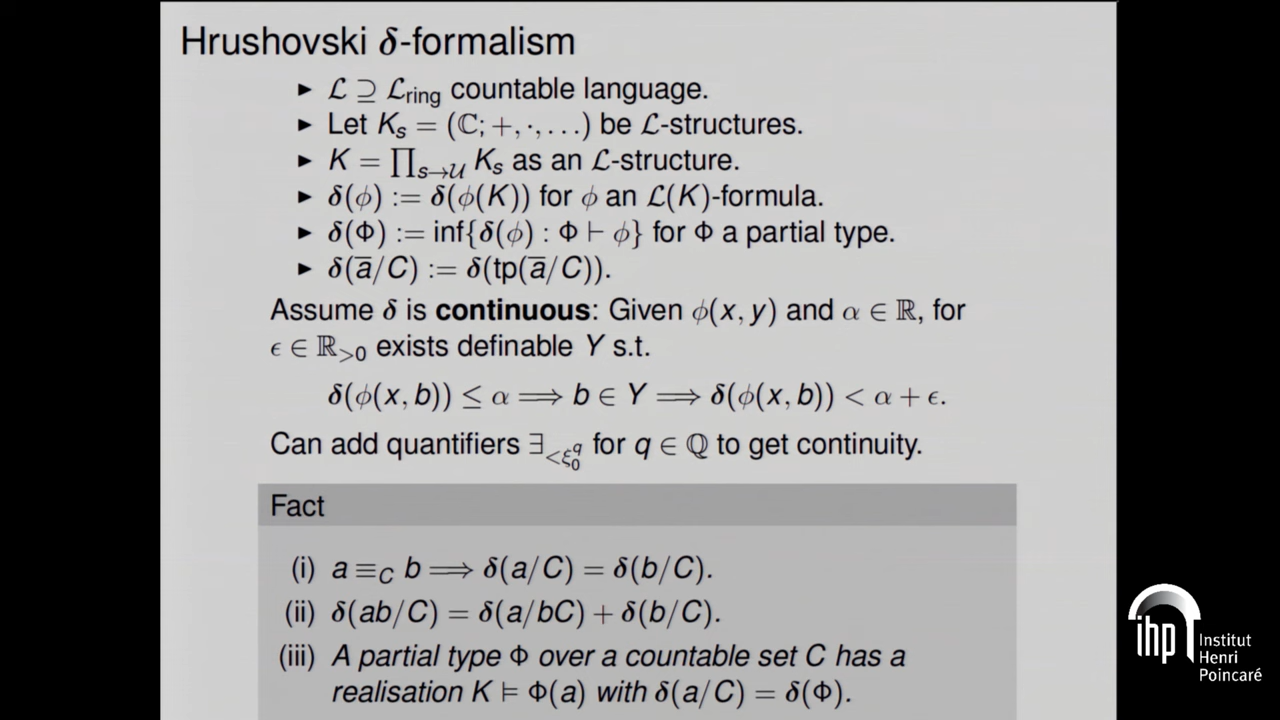 Hrushovski δ-formalism
▶ ℒ ⊇ ℒ_ring countable language.
▶ Let K_s = (ℂ; +, ·, …) be ℒ-structures.
▶ K = ∏_{s→𝒰} K_s as an ℒ-structure.
▶ δ(ϕ) := δ(ϕ(K)) for ϕ an ℒ(K)-formula.
▶ δ(Φ) := inf{δ(ϕ) : Φ ⊢ ϕ} for Φ a partial type.
▶ δ(a̅/C) := δ(tp(a̅/C)).
Assume δ is continuous: Given ϕ(x, y) and α ∈ ℝ, for
ϵ ∈ ℝ_{>0} exists definable Y s.t.
δ(ϕ(x, b)) ≤ α ⟹ b ∈ Y ⟹ δ(ϕ(x, b)) < α + ϵ.
Can add quantifiers ∃_{<ξ_0^q} for q ∈ ℚ to get continuity.
Fact
(i) a ≡_C b ⟹ δ(a/C) = δ(b/C).
(ii) δ(ab/C) = δ(a/bC) + δ(b/C).
(iii) A partial type Φ over a countable set C has a
realisation K ⊨ Φ(a) with δ(a/C) = δ(Φ).
ihp
Institut
Henri
Poincaré